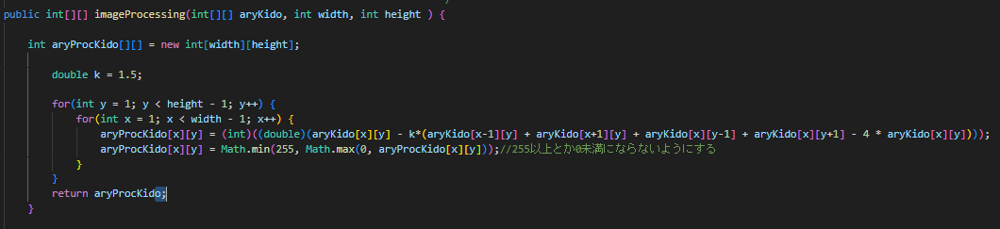 public int[][] imageProcessing(int[][] aryKido, int width, int height ) {
int aryProcKido[][] = new int[width][height];
double k = 1.5;
for(int y = 1; y < height - 1; y++) {
for(int x = 1; x < width - 1; x++) {
aryProcKido[x][y] = (int)((double)(aryKido[x][y] - k*(aryKido[x-1][y] + aryKido[x+1][y] + aryKido[x][y-1] + aryKido[x][y+1] - 4 * aryKido[x][y])));
aryProcKido[x][y] = Math.min(255, Math.max(0, aryProcKido[x][y]));//255以上とか0未満にならないようにする
}
}
return aryProcKido;
}